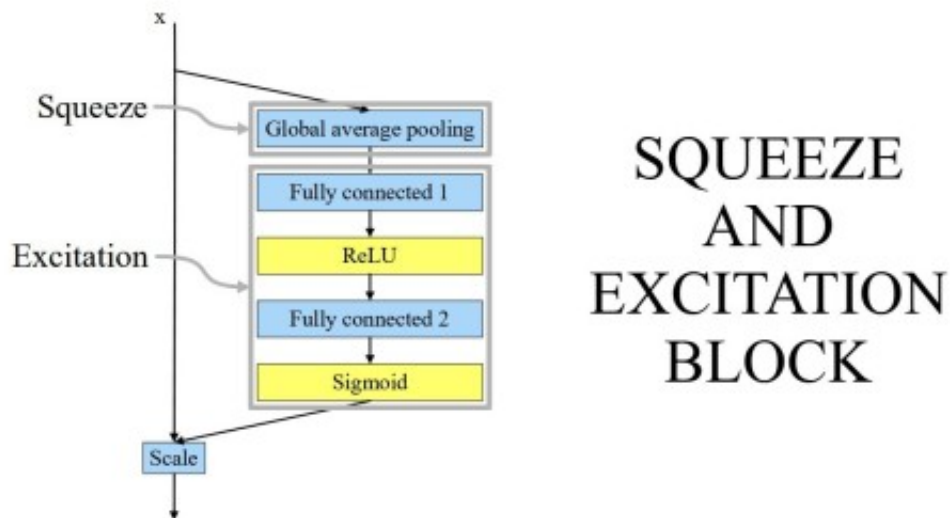 x
Squeeze
Global average pooling
Fully connected 1
ReLU
Excitation
Fully connected 2
Sigmoid
Scale
SQUEEZE
AND
EXCITATION
BLOCK